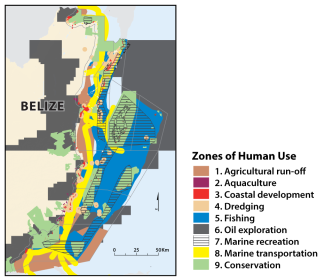 BELIZE
Zones of Human Use
1. Agricultural run-off
2. Aquaculture
3. Coastal development
4. Dredging
5. Fishing
6. Oil exploration
7. Marine recreation
8. Marine transportation
9. Conservation
0 25 50Km